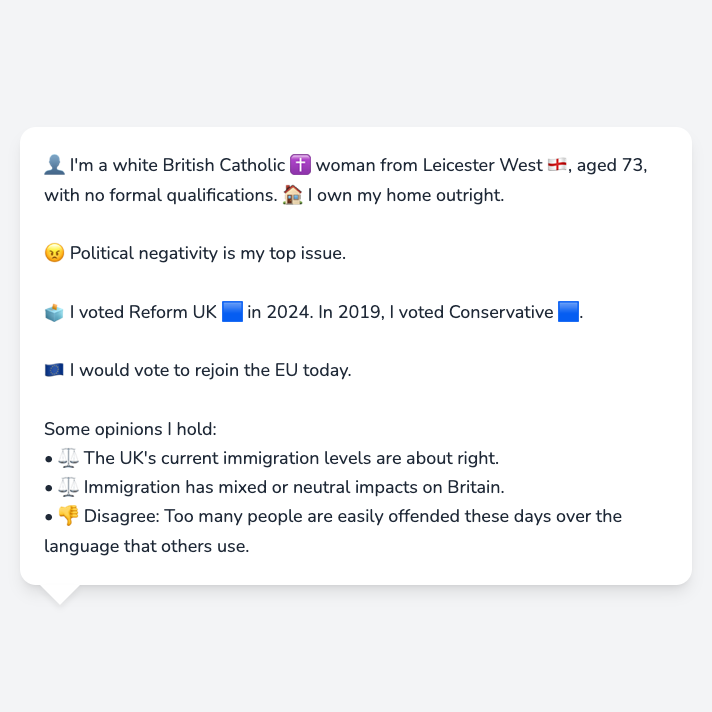 👤 I'm a white British Catholic ✝️ woman from Leicester West 🏴󠁧󠁢󠁥󠁮󠁧󠁿, aged 73,
with no formal qualifications. 🏠 I own my home outright.
😠 Political negativity is my top issue.
🗳️ I voted Reform UK 🟦 in 2024. In 2019, I voted Conservative 🟦.
🇪🇺 I would vote to rejoin the EU today.
Some opinions I hold:
• ⚖️ The UK's current immigration levels are about right.
• ⚖️ Immigration has mixed or neutral impacts on Britain.
• 👎 Disagree: Too many people are easily offended these days over the
language that others use.